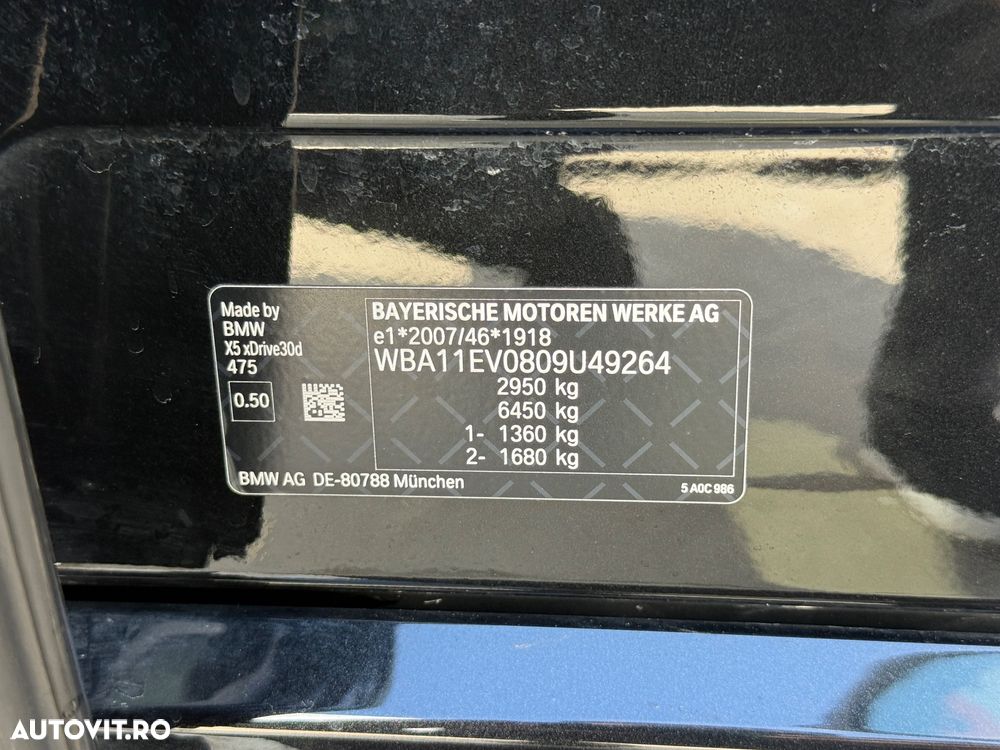 Made by
BMW
X5 xDrive30d
475
0.50
BAYERISCHE MOTOREN WERKE AG
e1*2007/46*1918
WBA11EV0809U49264
2950 kg
6450 kg
1- 1360 kg
2- 1680 kg
BMW AG DE-80788 München
5 A0C 986
AUTOVIT.RO